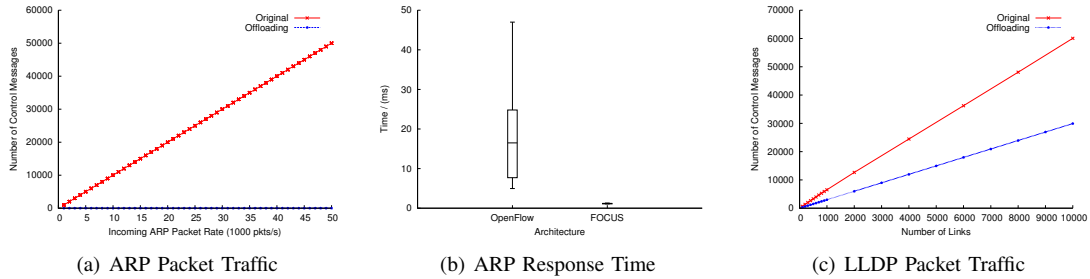 Number of Control Messages
60000
50000
40000
30000
20000
10000
0
Original
Offloading
0 5 10 15 20 25 30 35 40 45 50
Incoming ARP Packet Rate (1000 pkts/s)
(a) ARP Packet Traffic
Time / (ms)
50
40
30
20
10
0
OpenFlow FOCUS
Architecture
(b) ARP Response Time
Number of Control Messages
70000
60000
50000
40000
30000
20000
10000
0
Original
Offloading
0 1000 2000 3000 4000 5000 6000 7000 8000 9000 10000
Number of Links
(c) LLDP Packet Traffic